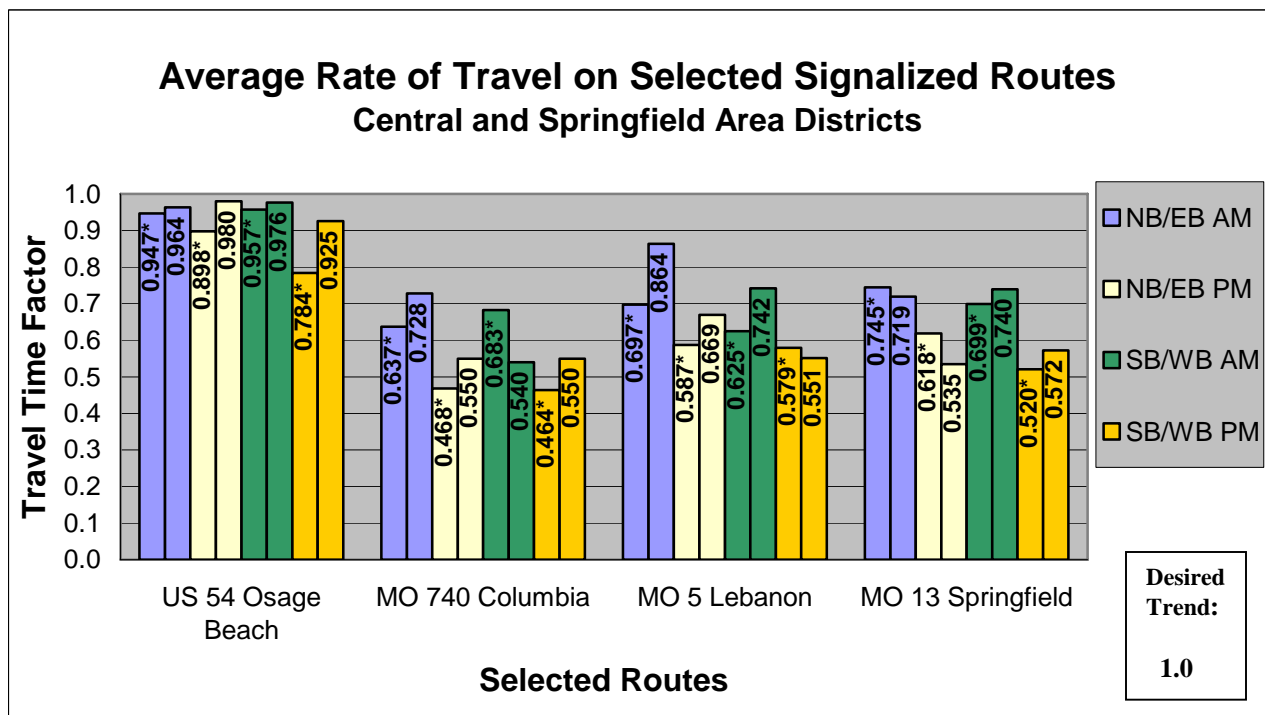 Average Rate of Travel on Selected Signalized Routes
Central and Springfield Area Districts
Travel Time Factor
1.0
0.9
0.8
0.7
0.6
0.5
0.4
0.3
0.2
0.1
0.0
0.947*
0.964
0.898*
0.980
0.957*
0.976
0.784*
0.925
0.637*
0.728
0.468*
0.550
0.683*
0.540
0.464*
0.550
0.697*
0.864
0.587*
0.669
0.625*
0.742
0.579*
0.551
0.745*
0.719
0.618*
0.535
0.699*
0.740
0.520*
0.572
US 54 Osage
Beach
MO 740 Columbia
MO 5 Lebanon
MO 13 Springfield
Selected Routes
NB/EB AM
NB/EB PM
SB/WB AM
SB/WB PM
Desired
Trend:
1.0